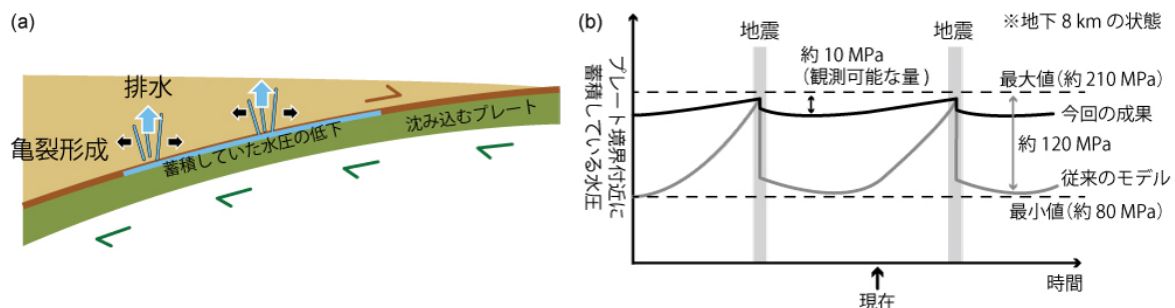 (a)
排水
亀裂形成
蓄積していた水圧の低下
沈み込むプレート
(b)
プレート境界付近に
蓄積している水圧
地震
地震
※地下 8 km の状態
約 10 MPa
(観測可能な量)
最大値(約 210 MPa)
今回の成果
約 120 MPa
従来のモデル
最小値(約 80 MPa)
時間
現在